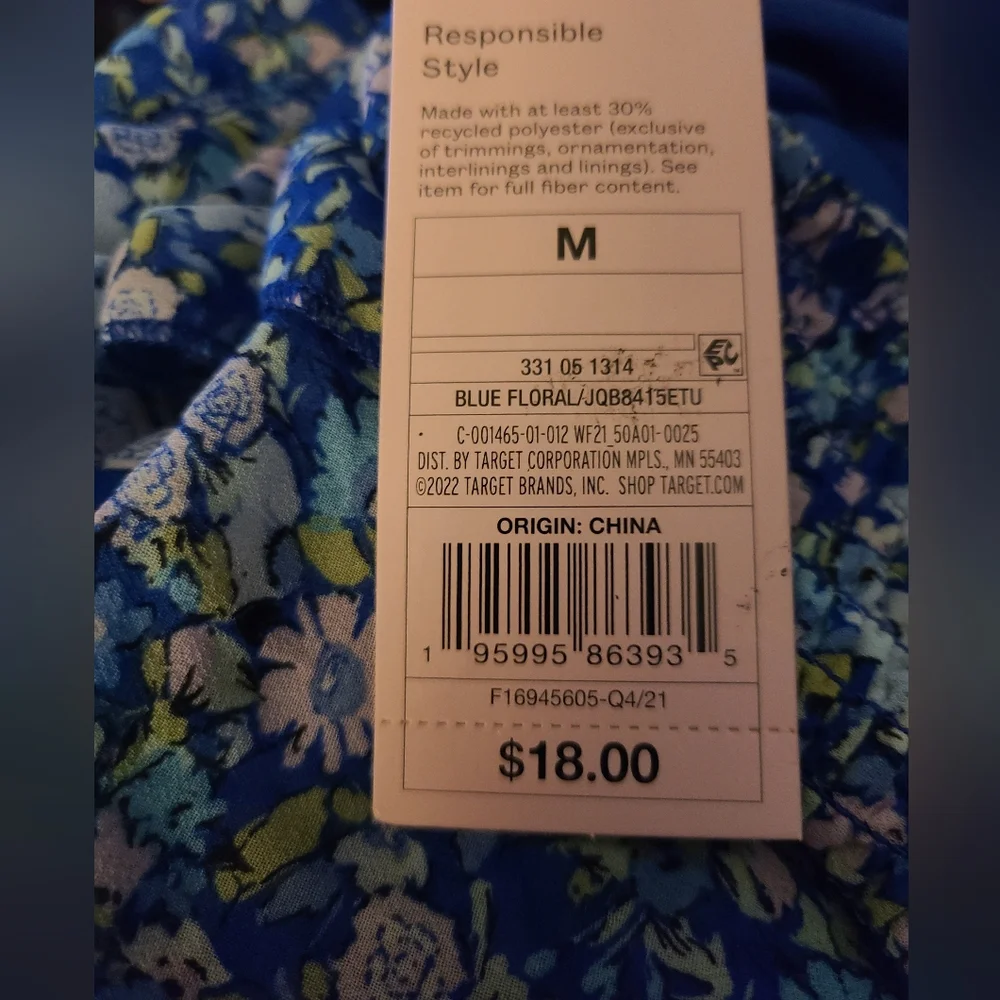 Responsible
Style
Made with at least 30%
recycled polyester (exclusive
of trimmings, ornamentation,
interlinings and linings). See
item for full fiber content.
M
331 05 1314
BLUE FLORAL/JQB8415ETU
C-001465-01-012 WF21_50A01-0025
DIST. BY TARGET CORPORATION MPLS., MN 55403
©2022 TARGET BRANDS, INC. SHOP TARGET.COM
ORIGIN: CHINA
1 95995 86393 5
F16945605-Q4/21
$18.00